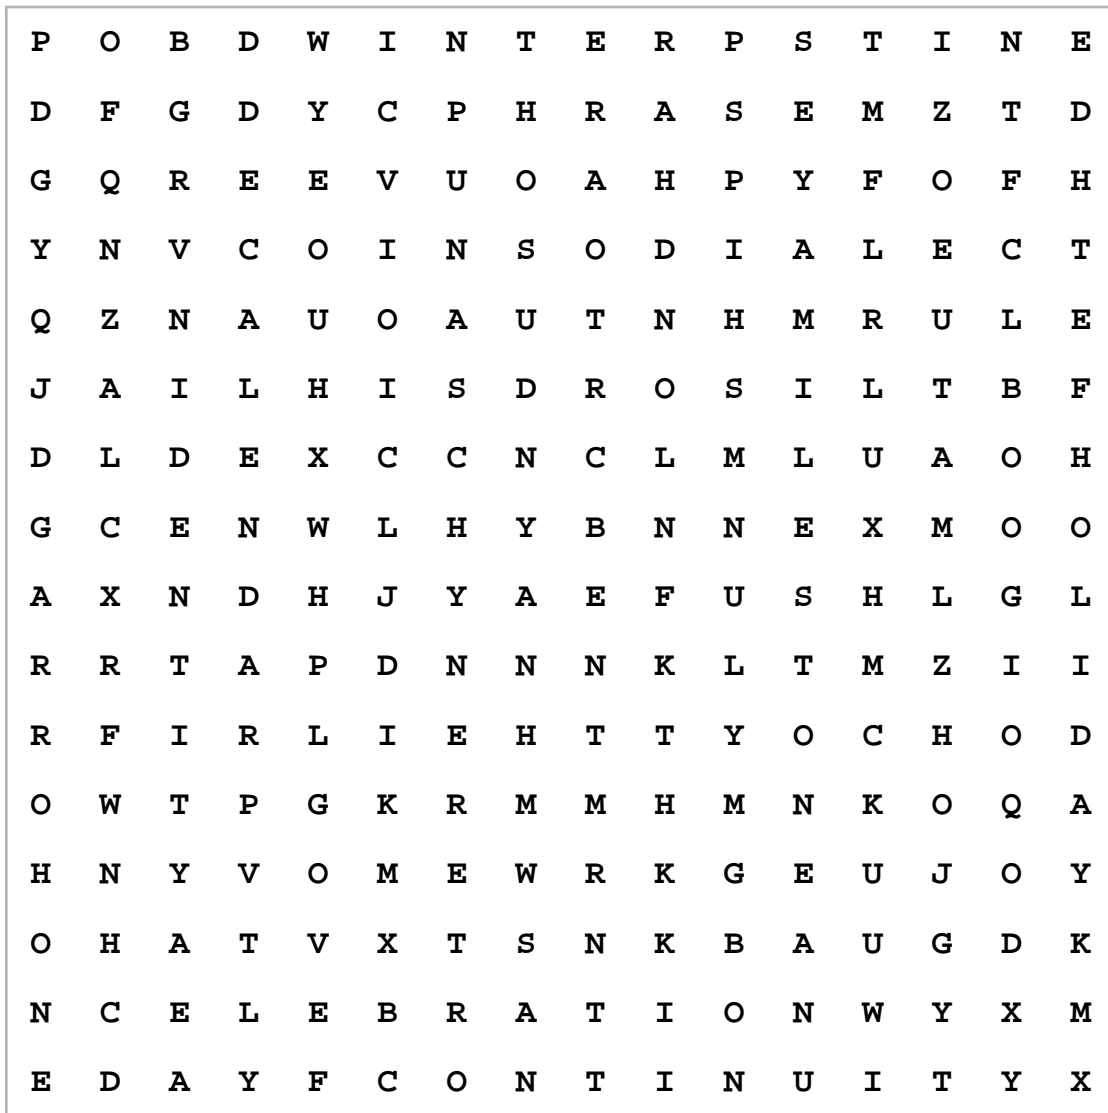 P O B D W I N T E R P S T I N E
D F G D Y C P H R A S E M Z T D
G Q R E E V U O A H P Y F O F H
Y N V C O I N S O D I A L E C T
Q Z N A U O A U T N H M R U L E
J A I L H I S D R O S I L T B F
D L D E X C C N C L M L U A O H
G C E N W L H Y B N N E X M O O
A X N D H J Y A E F U S H L G L
R R T A P D N N N K L T M Z I I
R F I R L I E H T T Y O C H O D
O W T P G K R M M H M N K O Q A
H N Y V O M E W R K G E U J O Y
O H A T V X T S N K B A U G D K
N C E L E B R A T I O N W Y X M
E D A Y F C O N T I N U I T Y X